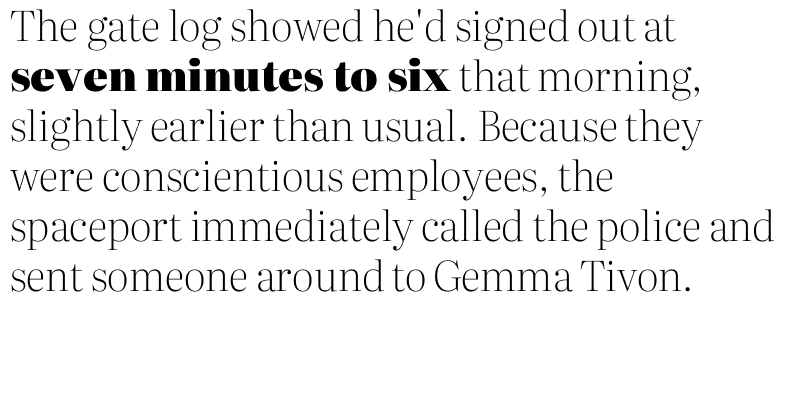 The gate log showed he'd signed out at
seven minutes to six that morning,
slightly earlier than usual. Because they
were conscientious employees, the
spaceport immediately called the police and
sent someone around to Gemma Tivon.